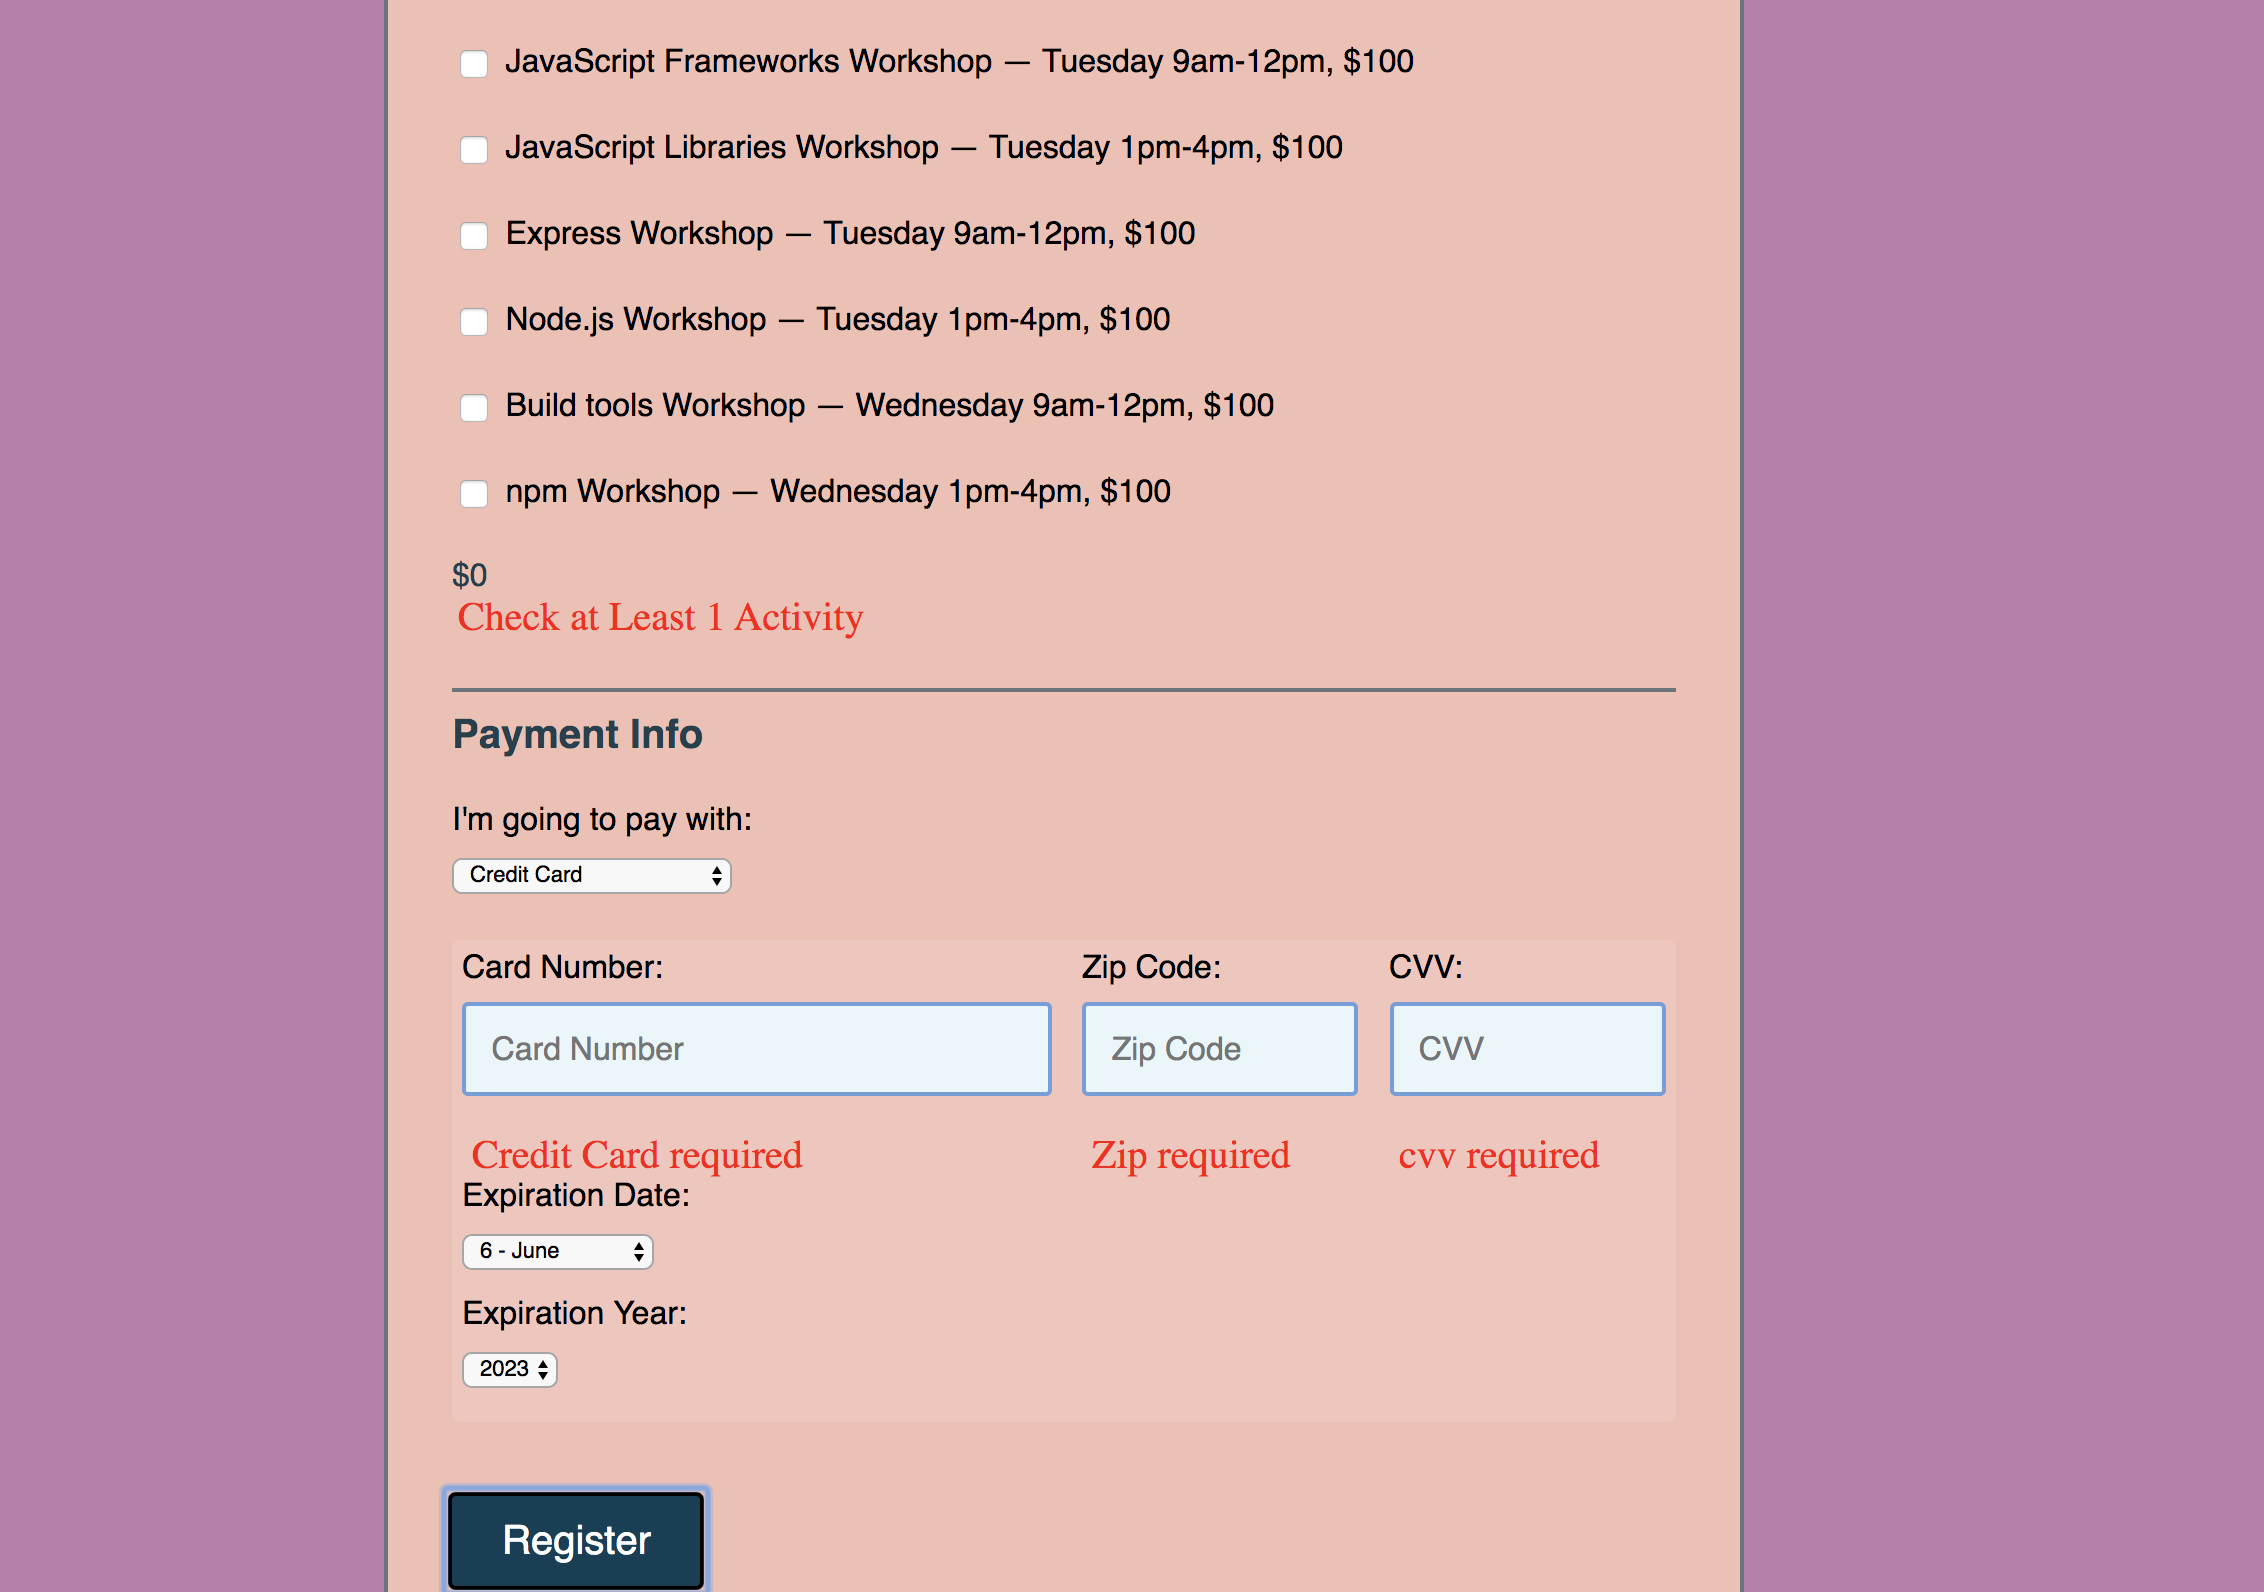 JavaScript Frameworks Workshop — Tuesday 9am-12pm, $100
JavaScript Libraries Workshop — Tuesday 1pm-4pm, $100
Express Workshop — Tuesday 9am-12pm, $100
Node.js Workshop — Tuesday 1pm-4pm, $100
Build tools Workshop — Wednesday 9am-12pm, $100
npm Workshop — Wednesday 1pm-4pm, $100
$0
Check at Least 1 Activity
Payment Info
I'm going to pay with:
Credit Card
Card Number: Zip Code: CVV:
Card Number Zip Code CVV
Credit Card required Zip required cvv required
Expiration Date:
6 - June
Expiration Year:
2023
Register